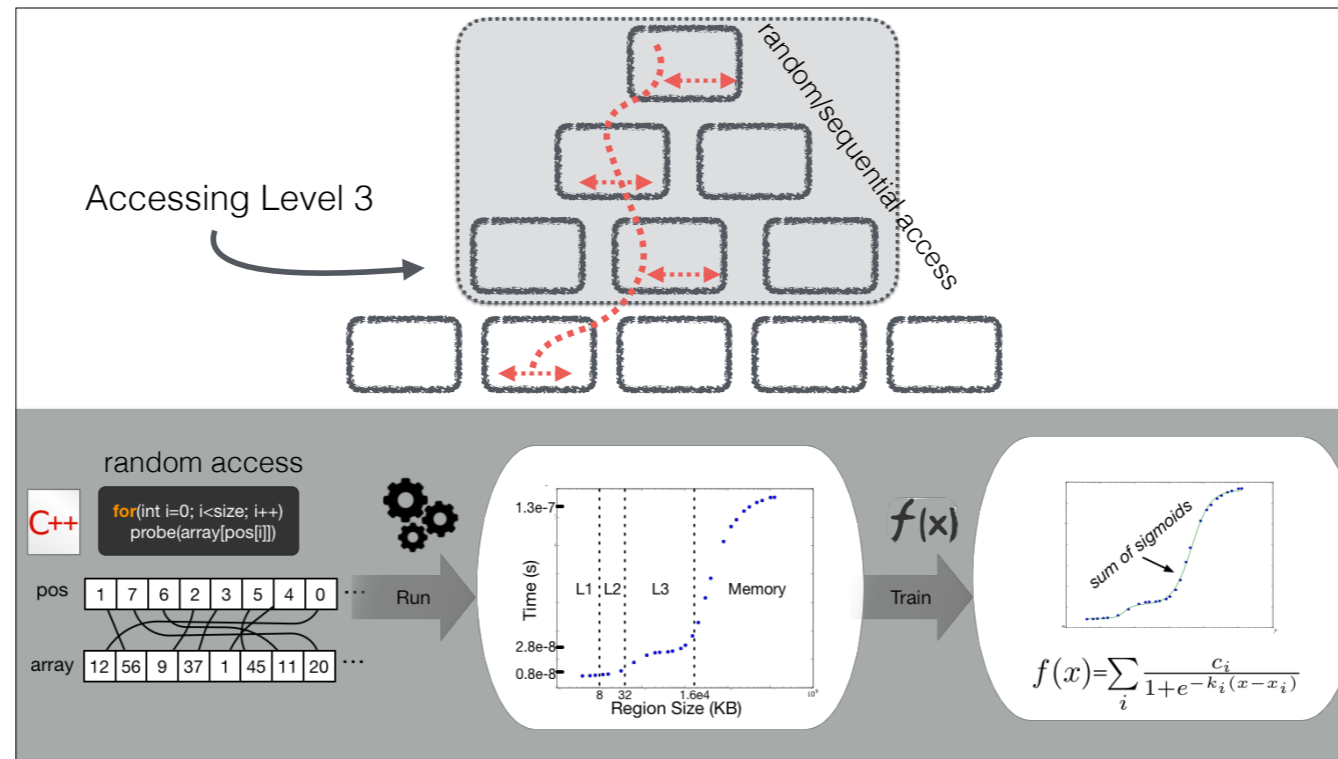 random/sequential access
Accessing Level 3
random access
C++
for(int i=0; i<size; i++)
probe(array[pos[i]])
pos
1 7 6 2 3 5 4 0 ...
array
12 56 9 37 1 45 11 20 ...
Run
Time (s)
1.3e-7
2.8e-8
0.8e-8
L1 L2 L3 Memory
8 32 1.6e4
Region Size (KB)
f(x)
Train
sum of sigmoids
f(x)=∑_i c_i/(1+e^{-k_i(x-x_i)})